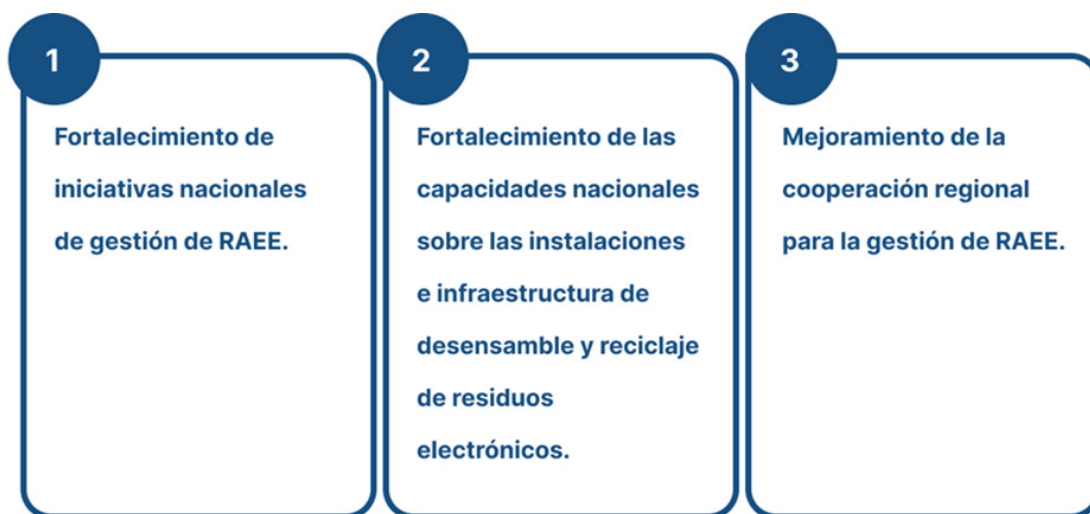 1
Fortalecimiento de
iniciativas nacionales
de gestión de RAEE.
2
Fortalecimiento de las
capacidades nacionales
sobre las instalaciones
e infraestructura de
desensamble y reciclaje
de residuos
electrónicos.
3
Mejoramiento de la
cooperación regional
para la gestión de RAEE.